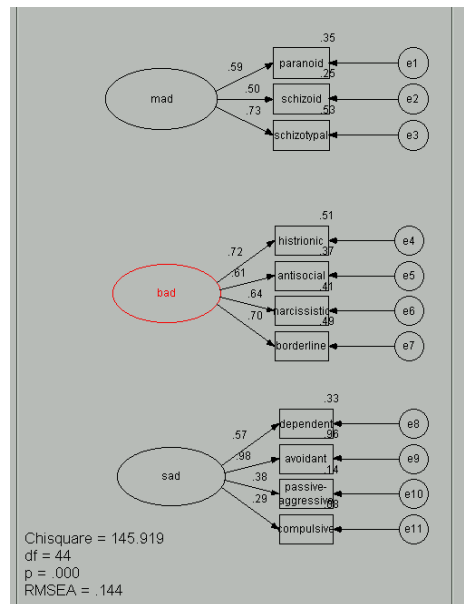 .35
.59
paranoid
e1
.25
.50
mad
schizoid
e2
.53
.73
schizotypal
e3
.51
.72
histrionic
e4
.37
.61
antisocial
e5
bad
.41
.64
narcissistic
e6
.49
.70
borderline
e7
.33
.57
dependent
e8
.96
.98
avoidant
e9
sad
.14
.38
passive-
aggressive
e10
.08
.29
compulsive
e11
Chisquare = 145.919
df = 44
p = .000
RMSEA = .144